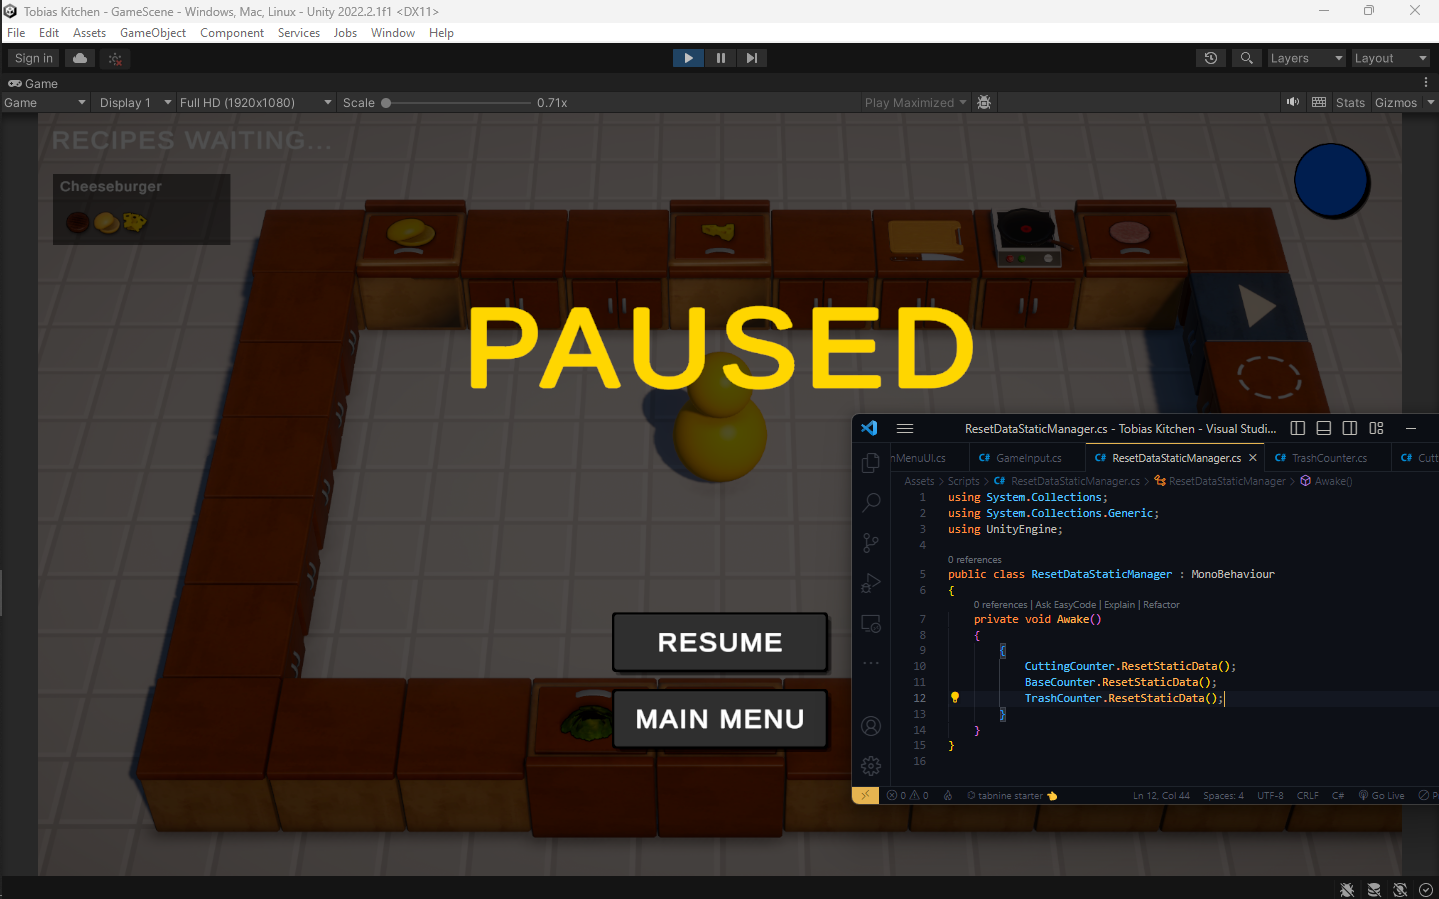 Tobias Kitchen - GameScene - Windows, Mac, Linux - Unity 2022.2.1f1 <DX11>
File Edit Assets GameObject Component Services Jobs Window Help
Sign in Layers Layout
Game
Game Display 1 Full HD (1920x1080) Scale 0.71x Play Maximized Stats Gizmos
RECIPES WAITING...
Cheeseburger
PAUSED
RESUME
MAIN MENU
ResetDataStaticManager.cs - Tobias Kitchen - Visual Studi...
nMenuUI.cs C# GameInput.cs C# ResetDataStaticManager.cs C# TrashCounter.cs C# Cutt
Assets > Scripts > C# ResetDataStaticManager.cs > ResetDataStaticManager > Awake()
1 using System.Collections;
2 using System.Collections.Generic;
3 using UnityEngine;
4
0 references
5 public class ResetDataStaticManager : MonoBehaviour
6 {
0 references | Ask EasyCode | Explain | Refactor
7 private void Awake()
8 {
9 {
10 CuttingCounter.ResetStaticData();
11 BaseCounter.ResetStaticData();
12 TrashCounter.ResetStaticData();
13 }
14 }
15 }
16
0 0 tabnine starter Ln 12, Col 44 Spaces: 4 UTF-8 CRLF C# Go Live P